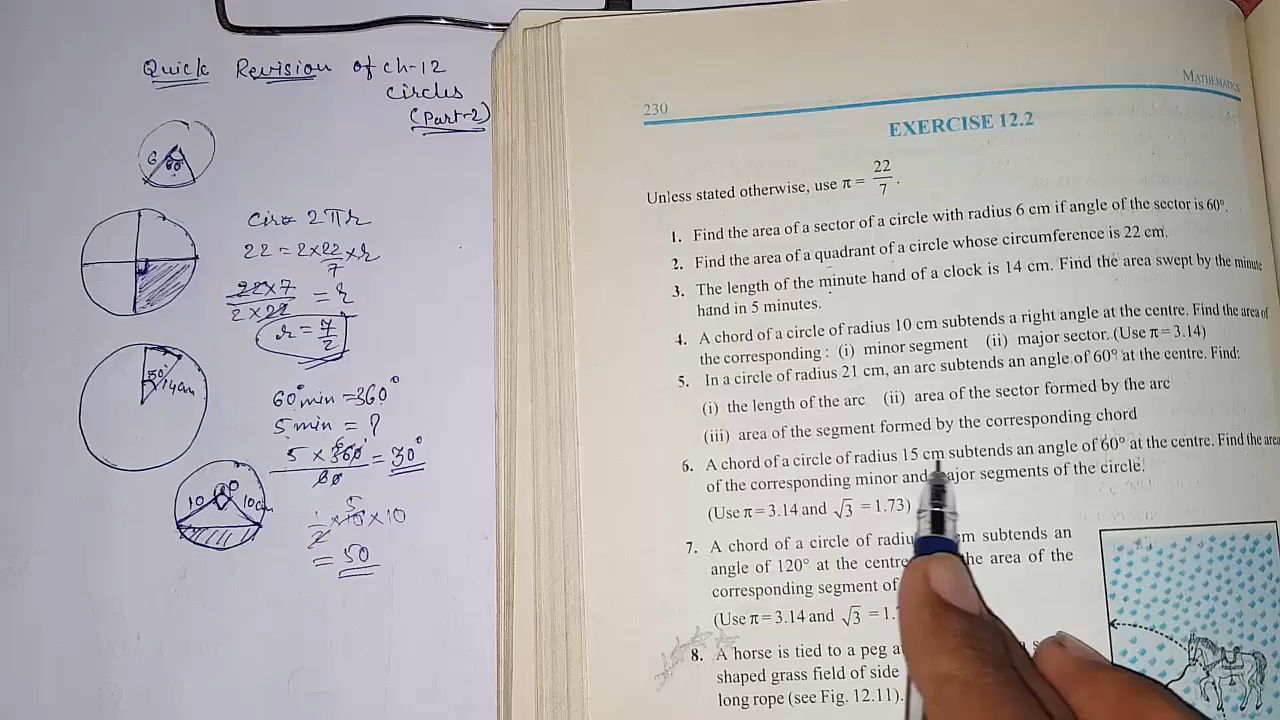 Quick Revision of ch-12
circles
(Part-2)
6
60°
Circ 2πr
22 = 2×22/7×r
22×7/2×22 = r
r = 7/2
14cm
60 min = 360°
5 min = ?
5 × 360/60 = 30°
10
10cm
1/2×10×10
= 50
230
MATHEMATICS
EXERCISE 12.2
Unless stated otherwise, use π = 22/7.
1. Find the area of a sector of a circle with radius 6 cm if angle of the sector is 60°.
2. Find the area of a quadrant of a circle whose circumference is 22 cm.
3. The length of the minute hand of a clock is 14 cm. Find the area swept by the minute
hand in 5 minutes.
4. A chord of a circle of radius 10 cm subtends a right angle at the centre. Find the area of
the corresponding : (i) minor segment (ii) major sector. (Use π = 3.14)
5. In a circle of radius 21 cm, an arc subtends an angle of 60° at the centre. Find:
(i) the length of the arc (ii) area of the sector formed by the arc
(iii) area of the segment formed by the corresponding chord
6. A chord of a circle of radius 15 cm subtends an angle of 60° at the centre. Find the area
of the corresponding minor and major segments of the circle.
(Use π = 3.14 and √3 = 1.73)
7. A chord of a circle of radiu cm subtends an
angle of 120° at the centre the area of the
corresponding segment of
(Use π = 3.14 and √3 = 1.7
8. A horse is tied to a peg a
shaped grass field of side
long rope (see Fig. 12.11).